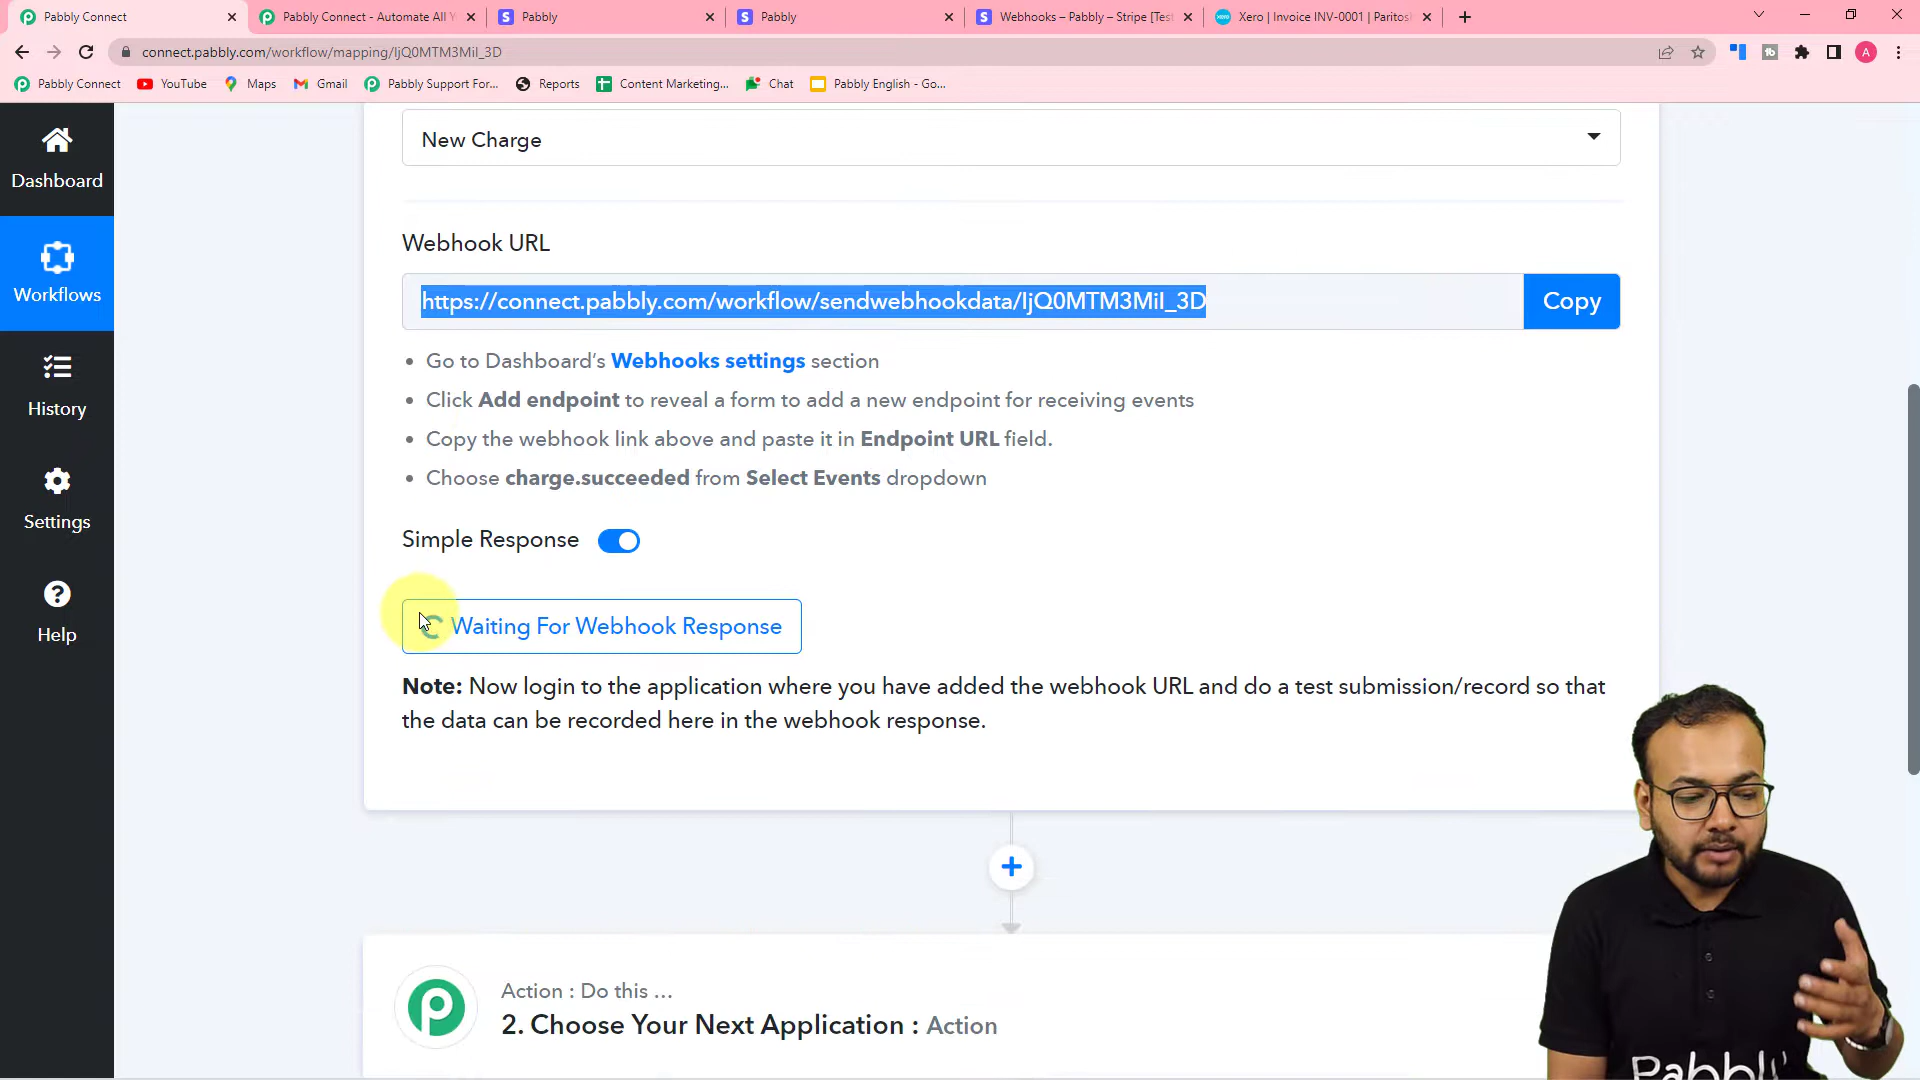 Pabbly Connect
Pabbly Connect - Automate All Y
Pabbly
Pabbly
Webhooks – Pabbly – Stripe [Tes
Xero | Invoice INV-0001 | Paritos
connect.pabbly.com/workflow/mapping/IjQ0MTM3MiI_3D
A
Pabbly Connect
YouTube
Maps
Gmail
Pabbly Support For...
Reports
Content Marketing...
Chat
Pabbly English - Go...
Dashboard
Workflows
History
Settings
Help
New Charge
Webhook URL
https://connect.pabbly.com/workflow/sendwebhookdata/IjQ0MTM3MiI_3D
Copy
• Go to Dashboard’s Webhooks settings section
• Click Add endpoint to reveal a form to add a new endpoint for receiving events
• Copy the webhook link above and paste it in Endpoint URL field.
• Choose charge.succeeded from Select Events dropdown
Simple Response
Waiting For Webhook Response
Note: Now login to the application where you have added the webhook URL and do a test submission/record so that
the data can be recorded here in the webhook response.
Action : Do this ...
2. Choose Your Next Application : Action
Pabbly